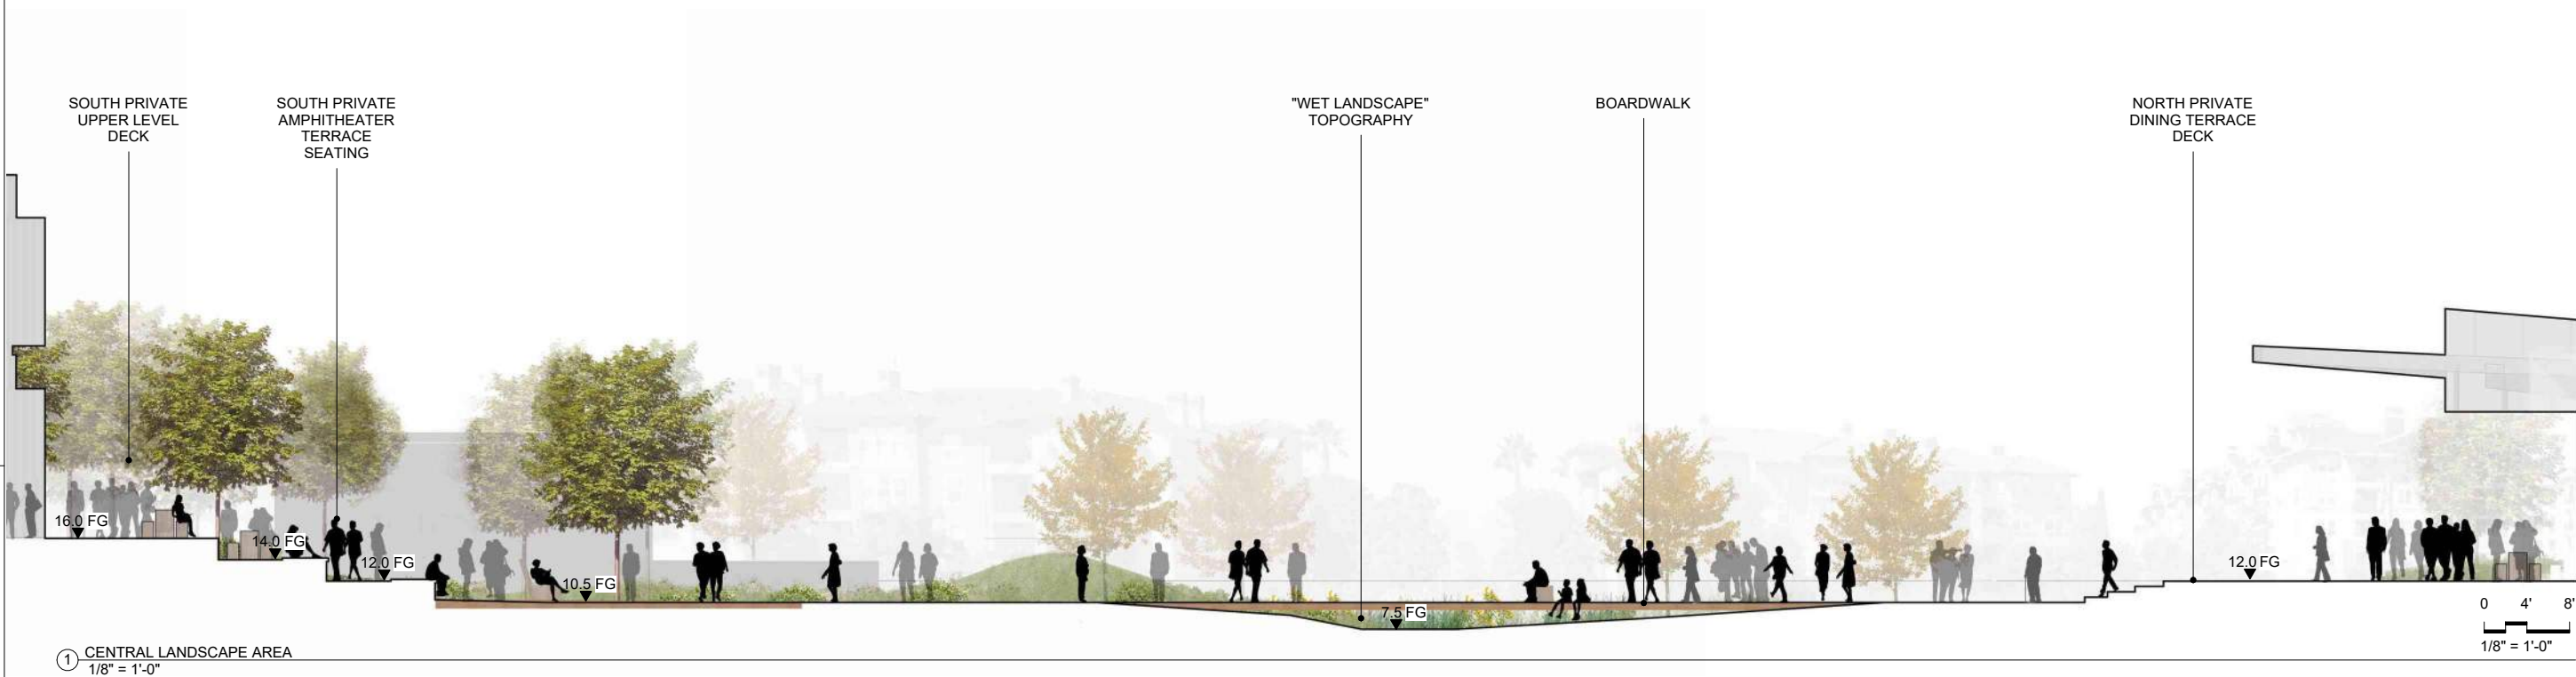 SOUTH PRIVATE
UPPER LEVEL
DECK
SOUTH PRIVATE
AMPHITHEATER
TERRACE
SEATING
"WET LANDSCAPE"
TOPOGRAPHY
BOARDWALK
NORTH PRIVATE
DINING TERRACE
DECK
16.0 FG
14.0 FG
12.0 FG
10.5 FG
7.5 FG
12.0 FG
0 4' 8'
1/8" = 1'-0"
1 CENTRAL LANDSCAPE AREA
1/8" = 1'-0"